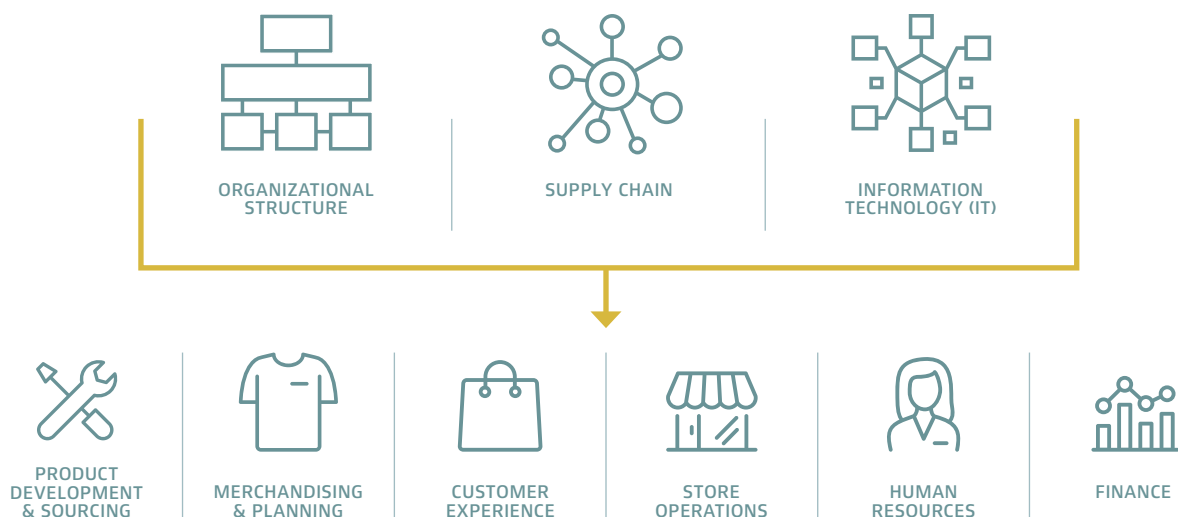 ORGANIZATIONAL
STRUCTURE
SUPPLY CHAIN
INFORMATION
TECHNOLOGY (IT)
PRODUCT
DEVELOPMENT
& SOURCING
MERCHANDISING
& PLANNING
CUSTOMER
EXPERIENCE
STORE
OPERATIONS
HUMAN
RESOURCES
FINANCE